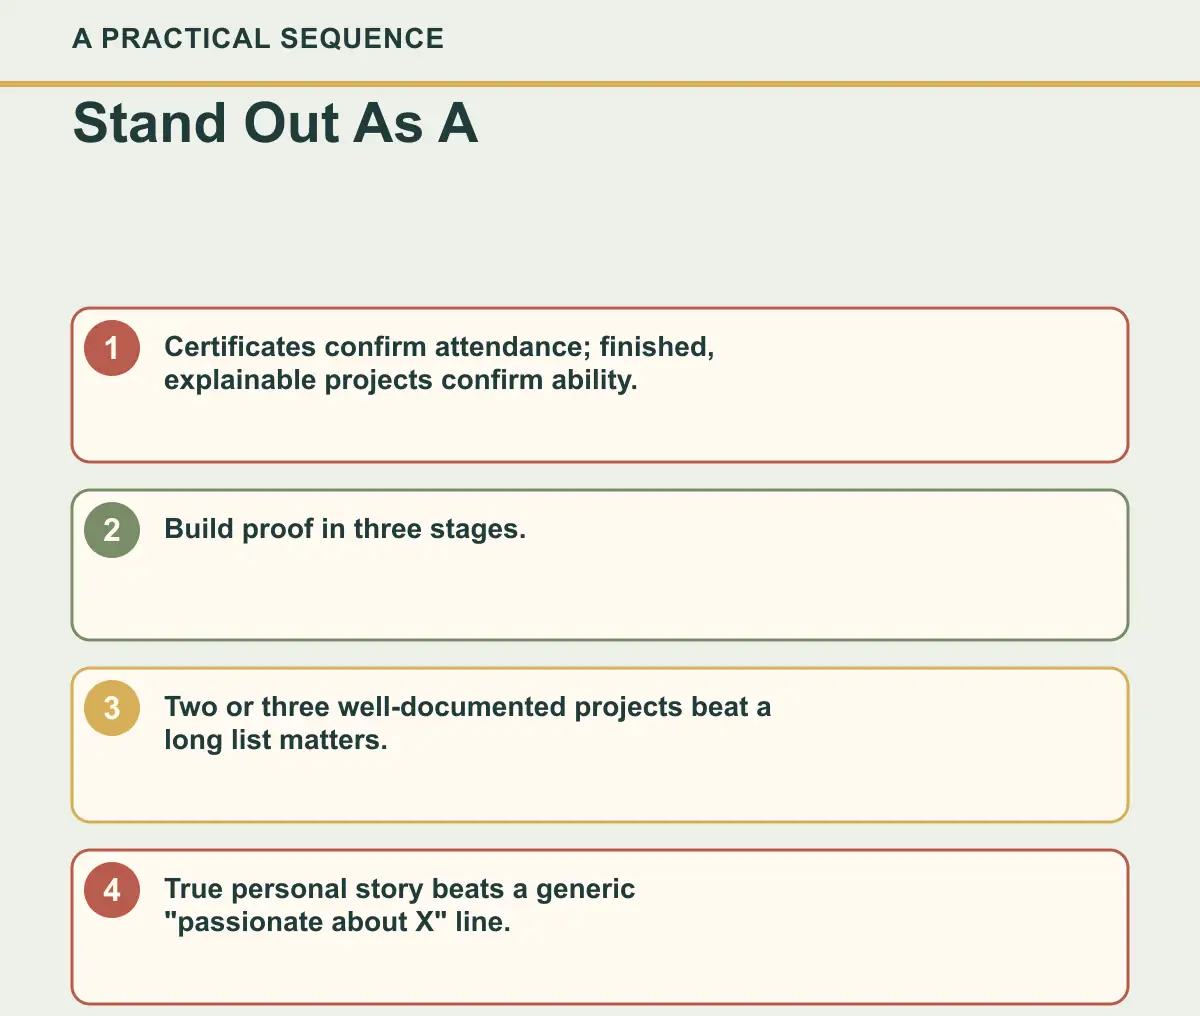 A PRACTICAL SEQUENCE
Stand Out As A
1
Certificates confirm attendance; finished,
explainable projects confirm ability.
2
Build proof in three stages.
3
Two or three well-documented projects beat a
long list matters.
4
True personal story beats a generic
"passionate about X" line.